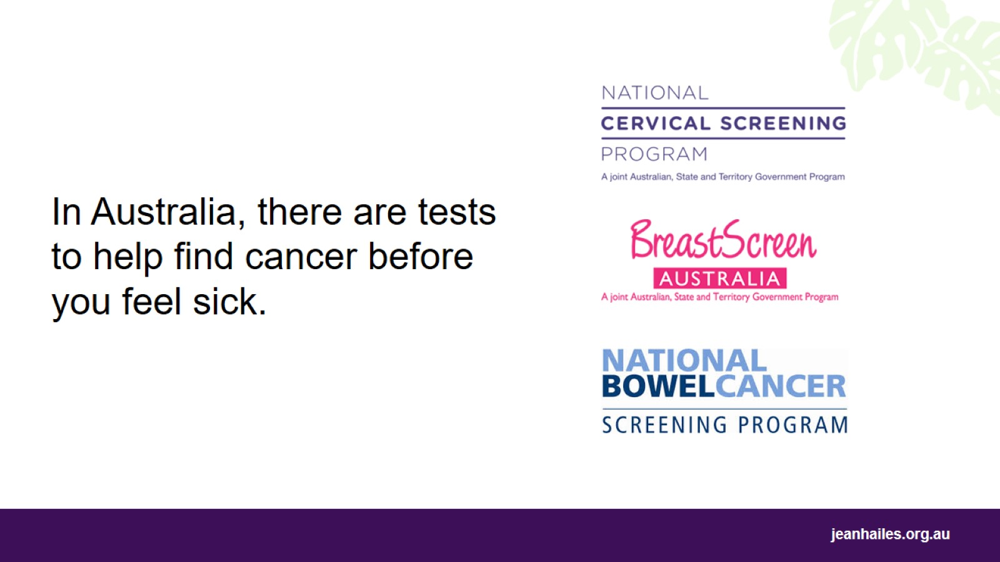 In Australia, there are tests
to help find cancer before
you feel sick.
NATIONAL
CERVICAL SCREENING
PROGRAM
A joint Australian, State and Territory Government Program
BreastScreen
AUSTRALIA
A joint Australian, State and Territory Government Program
NATIONAL
BOWELCANCER
SCREENING PROGRAM
jeanhailes.org.au